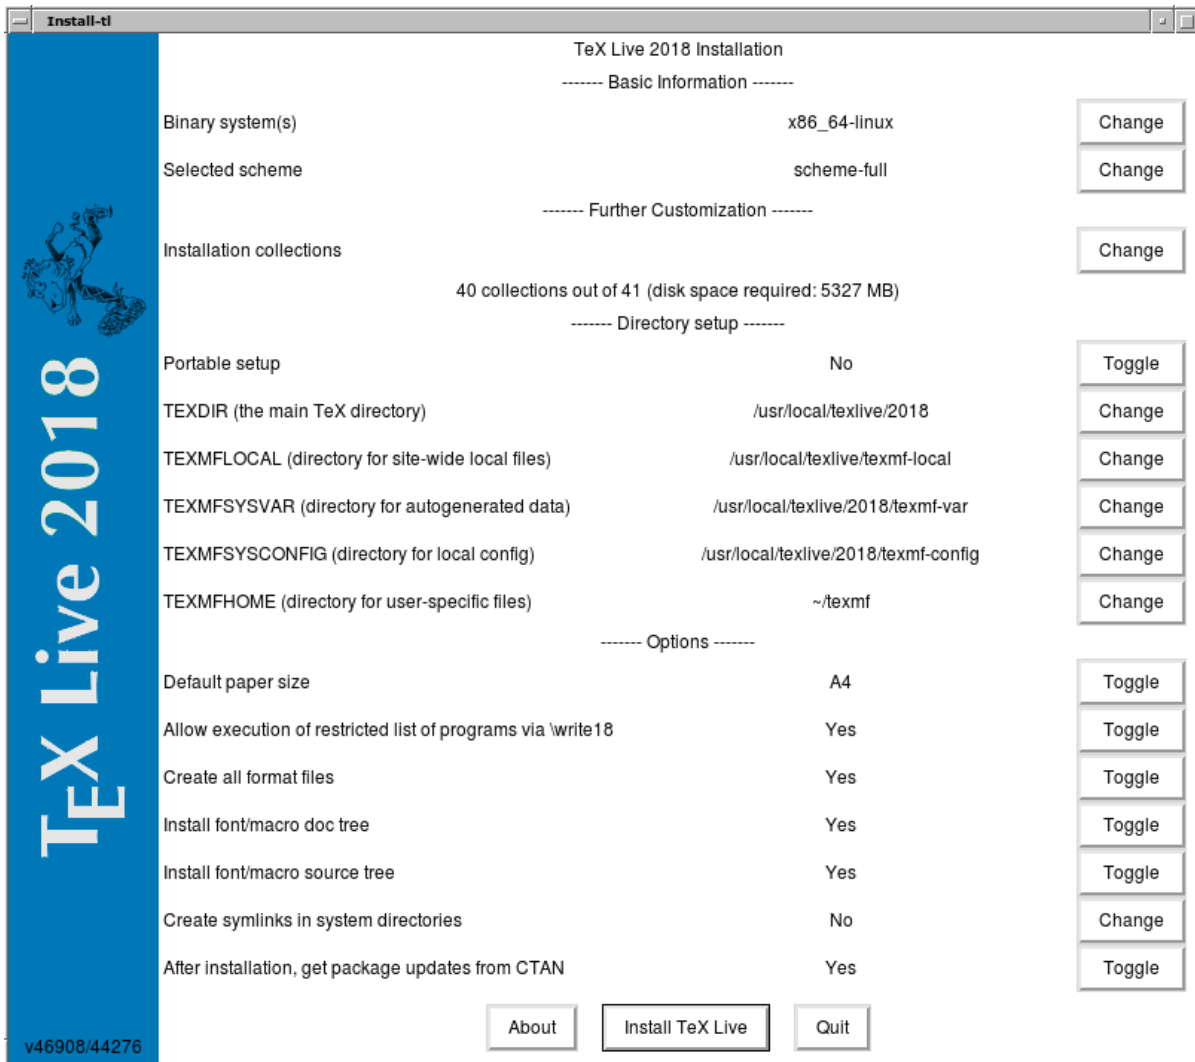 Install-tl
TeX Live 2018 Installation
------- Basic Information -------
Binary system(s) x86_64-linux Change
Selected scheme scheme-full Change
------- Further Customization -------
Installation collections Change
40 collections out of 41 (disk space required: 5327 MB)
------- Directory setup -------
Portable setup No Toggle
TEXDIR (the main TeX directory) /usr/local/texlive/2018 Change
TEXMFLOCAL (directory for site-wide local files) /usr/local/texlive/texmf-local Change
TEXMFSYSVAR (directory for autogenerated data) /usr/local/texlive/2018/texmf-var Change
TEXMFSYSCONFIG (directory for local config) /usr/local/texlive/2018/texmf-config Change
TEXMFHOME (directory for user-specific files) ~/texmf Change
------- Options -------
Default paper size A4 Toggle
Allow execution of restricted list of programs via \write18 Yes Toggle
Create all format files Yes Toggle
Install font/macro doc tree Yes Toggle
Install font/macro source tree Yes Toggle
Create symlinks in system directories No Change
After installation, get package updates from CTAN Yes Toggle
About Install TeX Live Quit
TEX Live 2018
v46908/44276